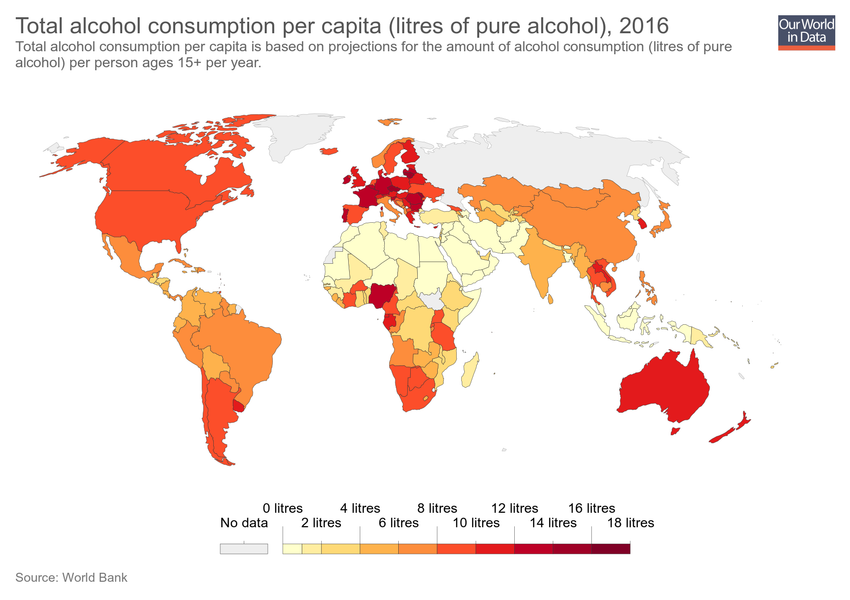 Total alcohol consumption per capita (litres of pure alcohol), 2016
Our World
in Data
Total alcohol consumption per capita is based on projections for the amount of alcohol consumption (litres of pure
alcohol) per person ages 15+ per year.
0 litres 4 litres 8 litres 12 litres 16 litres
No data 2 litres 6 litres 10 litres 14 litres 18 litres
Source: World Bank